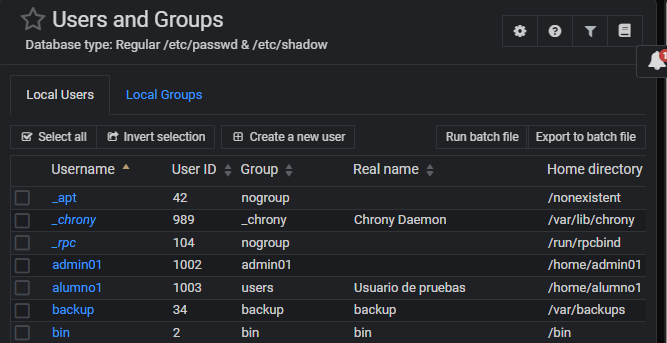 Users and Groups
Database type: Regular /etc/passwd & /etc/shadow
1
Local Users Local Groups
Select all Invert selection Create a new user Run batch file Export to batch file
Username User ID Group Real name Home directory
_apt 42 nogroup /nonexistent
_chrony 989 _chrony Chrony Daemon /var/lib/chrony
_rpc 104 nogroup /run/rpcbind
admin01 1002 admin01 /home/admin01
alumno1 1003 users Usuario de pruebas /home/alumno1
backup 34 backup backup /var/backups
bin 2 bin bin /bin